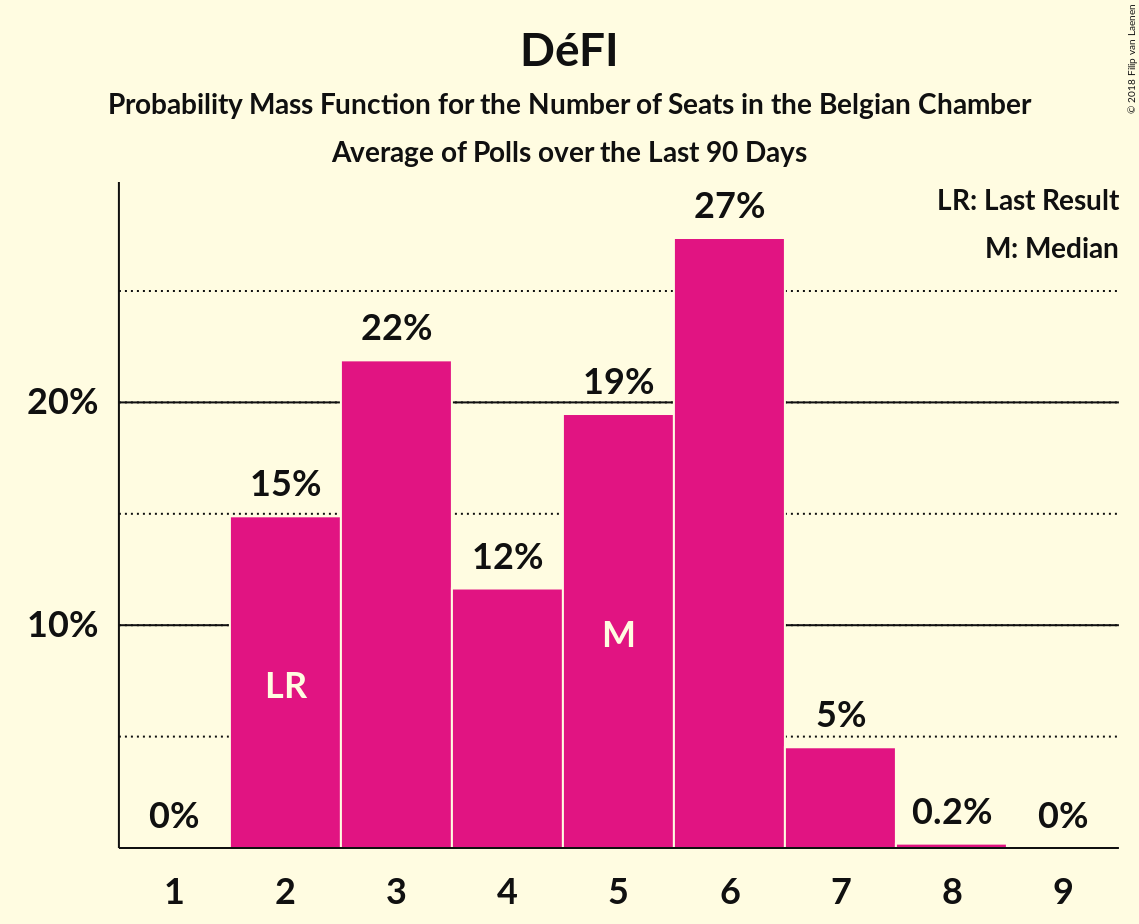 DéFI
Probability Mass Function for the Number of Seats in the Belgian Chamber
Average of Polls over the Last 90 Days
© 2018 Filip van Laenen
LR: Last Result
M: Median
27%
22%
19%
20%
15%
12%
10%
M
LR
5%
0%
0.2%
0%
1 2 3 4 5 6 7 8 9